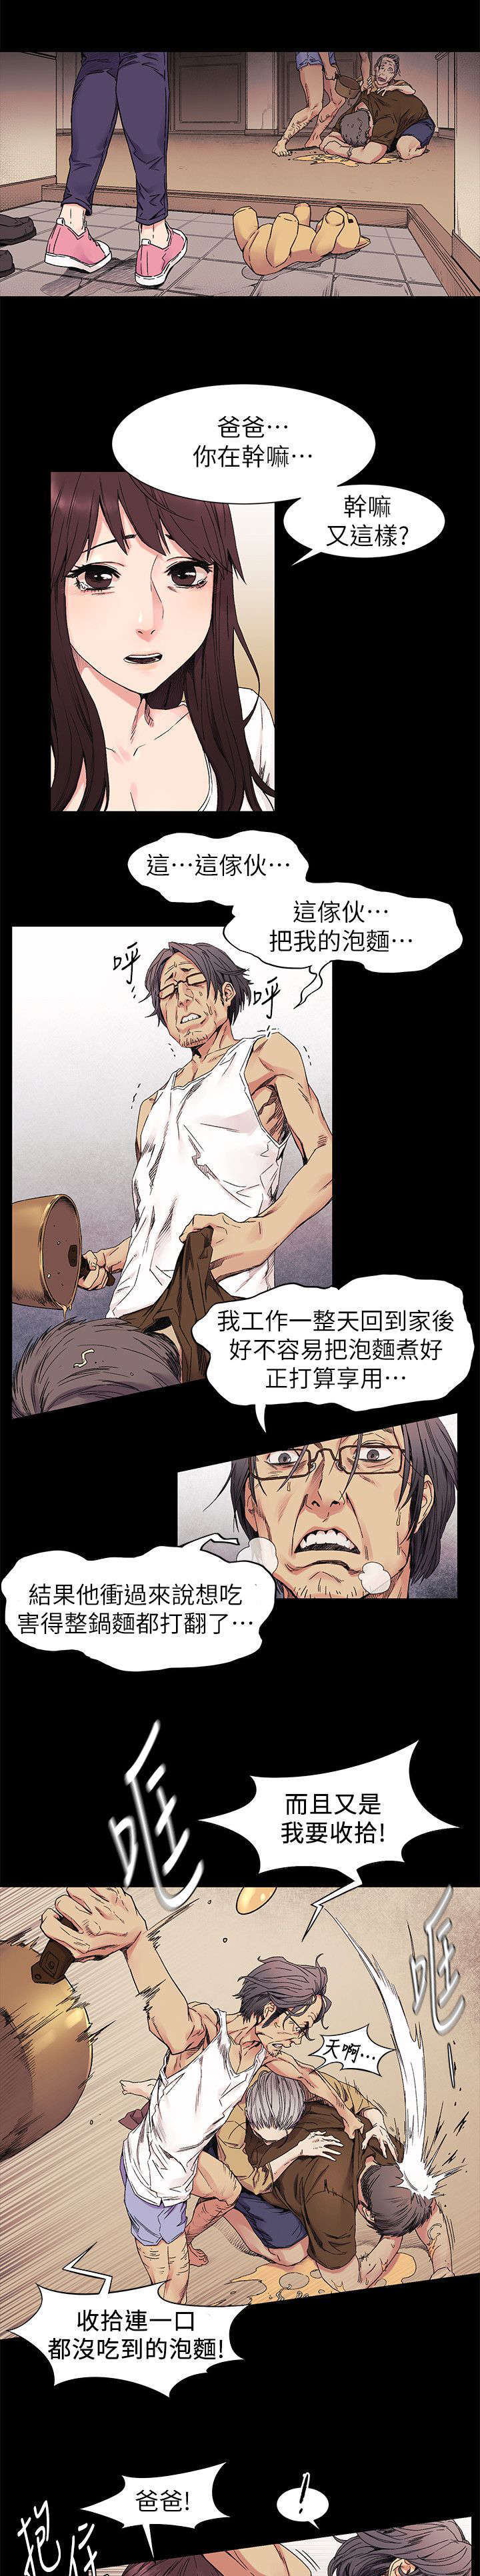 爸爸…
你在幹嘛…
幹嘛
又這樣?
這…這傢伙…
這傢伙…
把我的泡麵…
呼
呼
我工作一整天回到家後
好不容易把泡麵煮好
正打算享用…
結果他衝過來說想吃
害得整鍋麵都打翻了…
哐
而且又是
我要收拾!
哐
天啊…
收拾連一口
都沒吃到的泡麵!
爸爸!
!
抱住